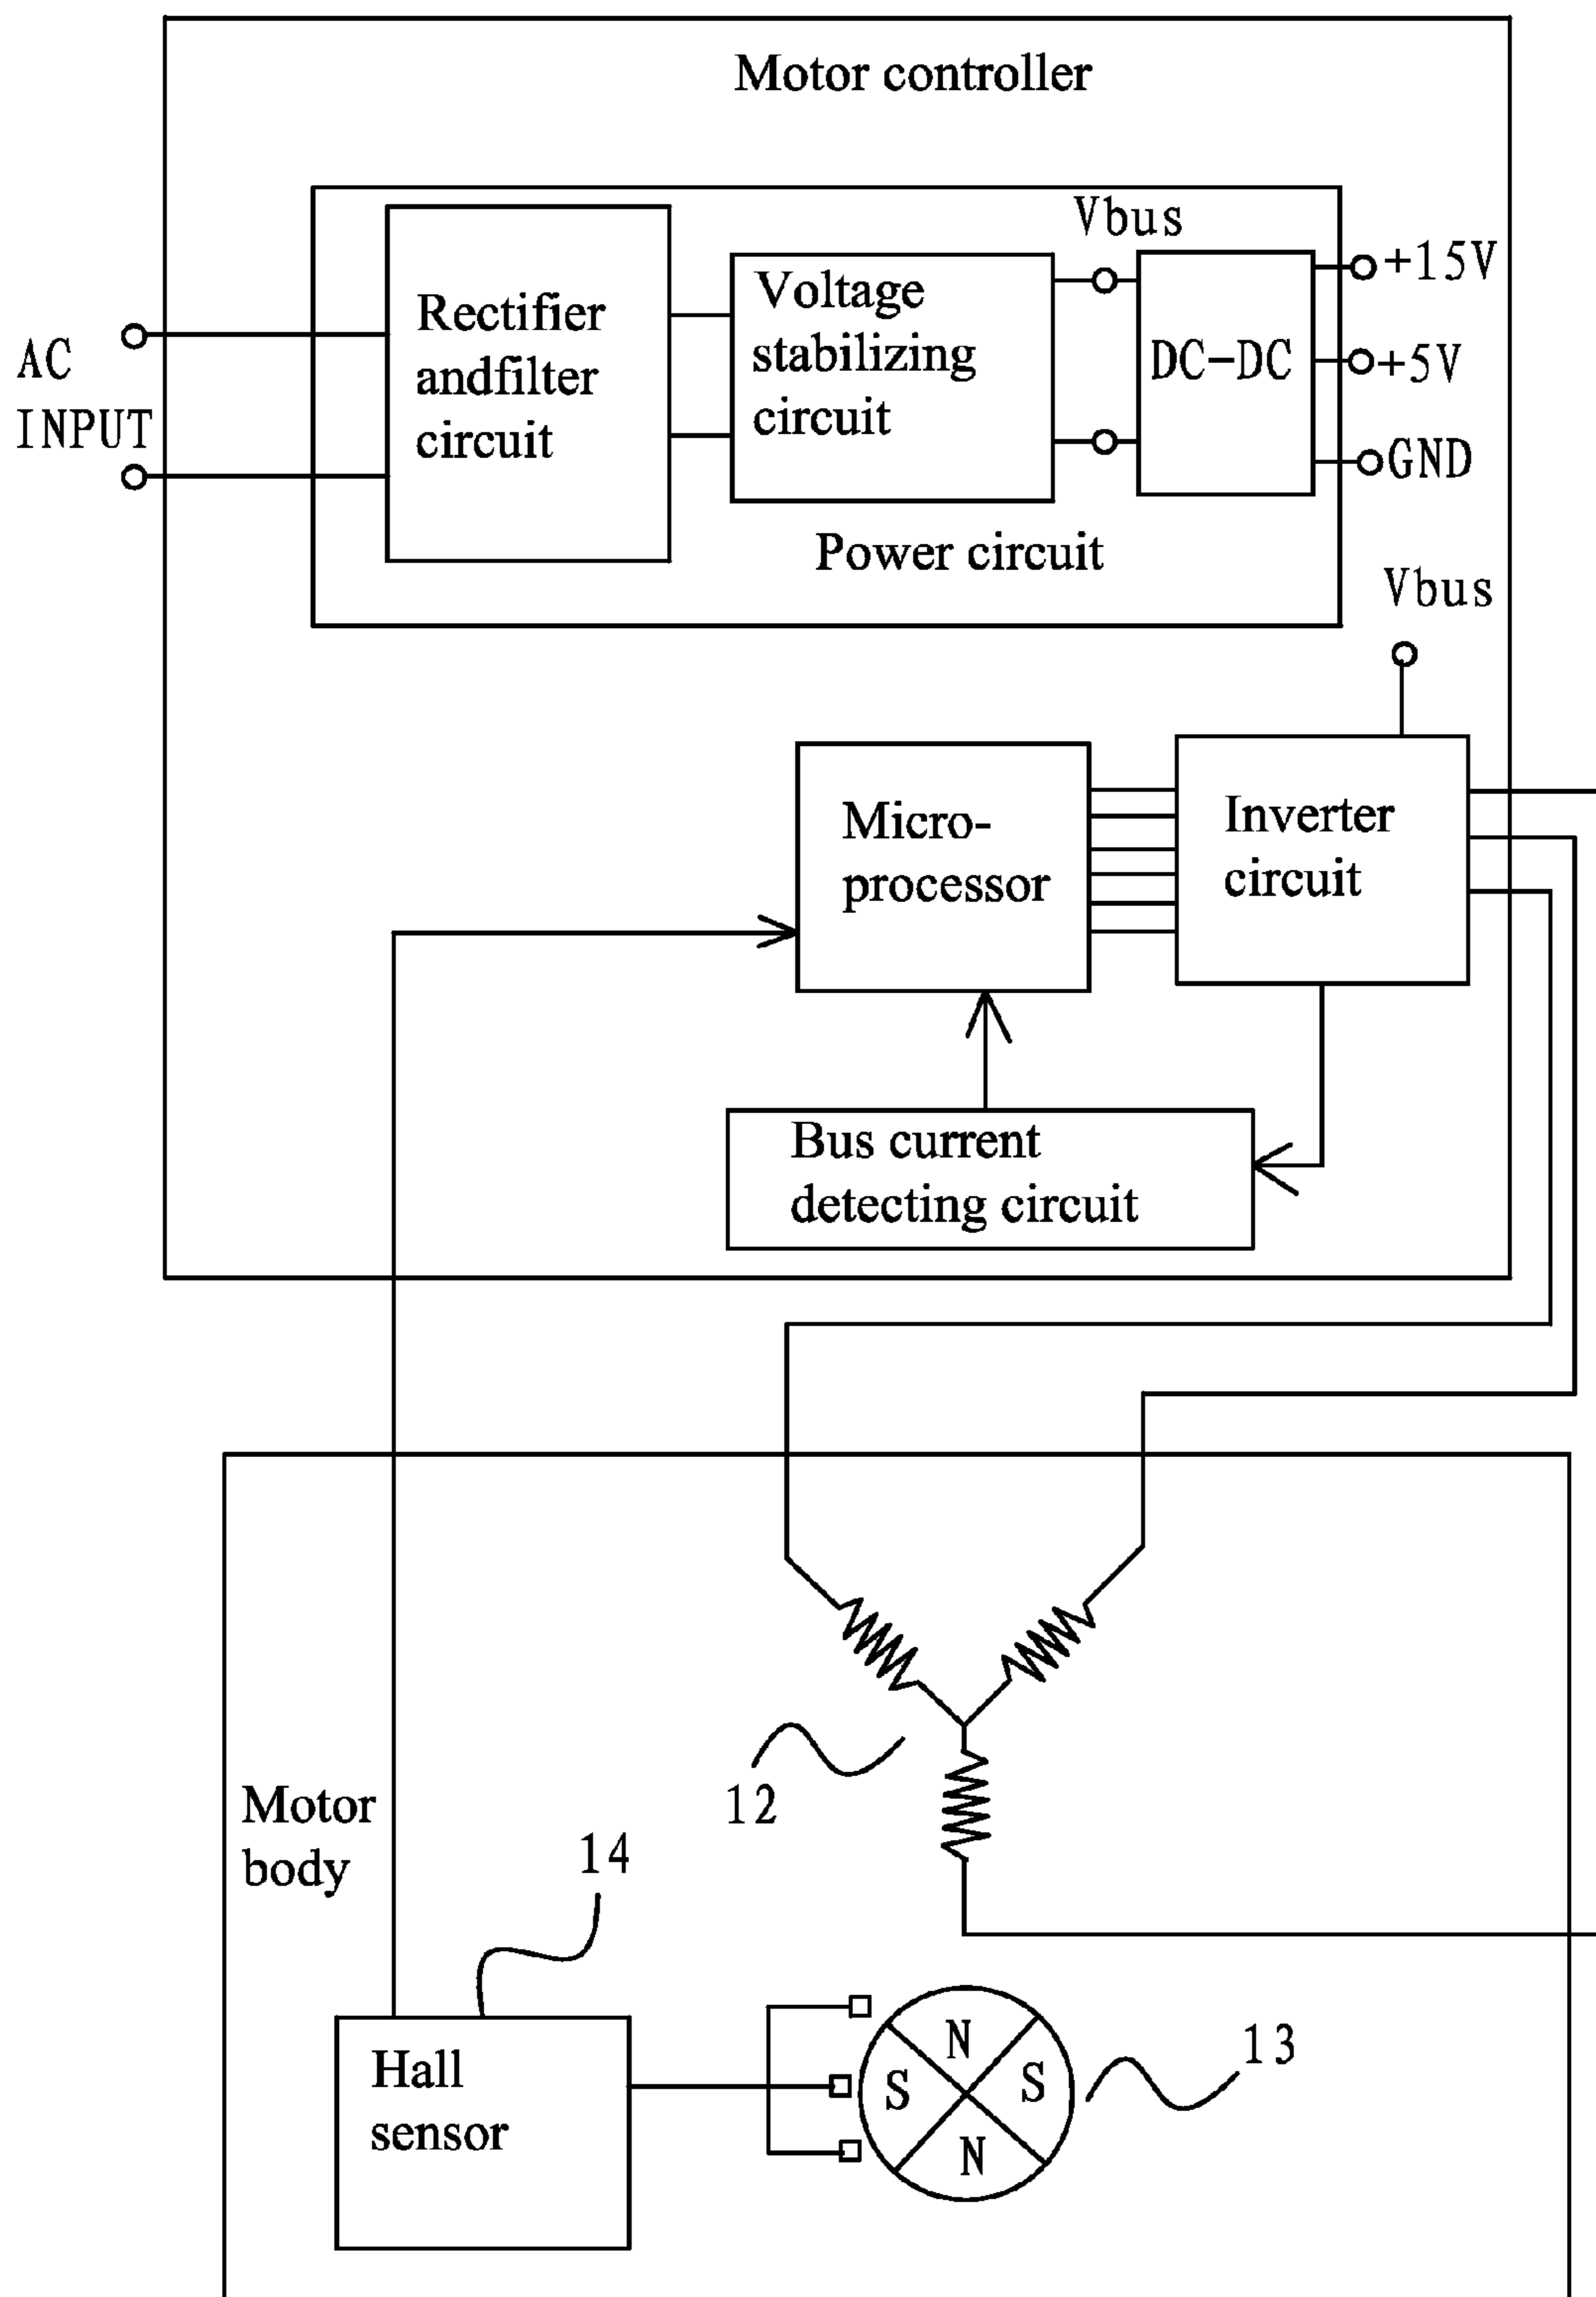 Motor controller
Vbus
+15V
Rectifier
andfilter
circuit
Voltage
stabilizing
circuit
DC-DC
AC
INPUT
+5V
GND
Power circuit
Vbus
Micro-
processor
Inverter
circuit
Bus current
detecting circuit
12
Motor
body
14
Hall
sensor
N
S
S
N
13